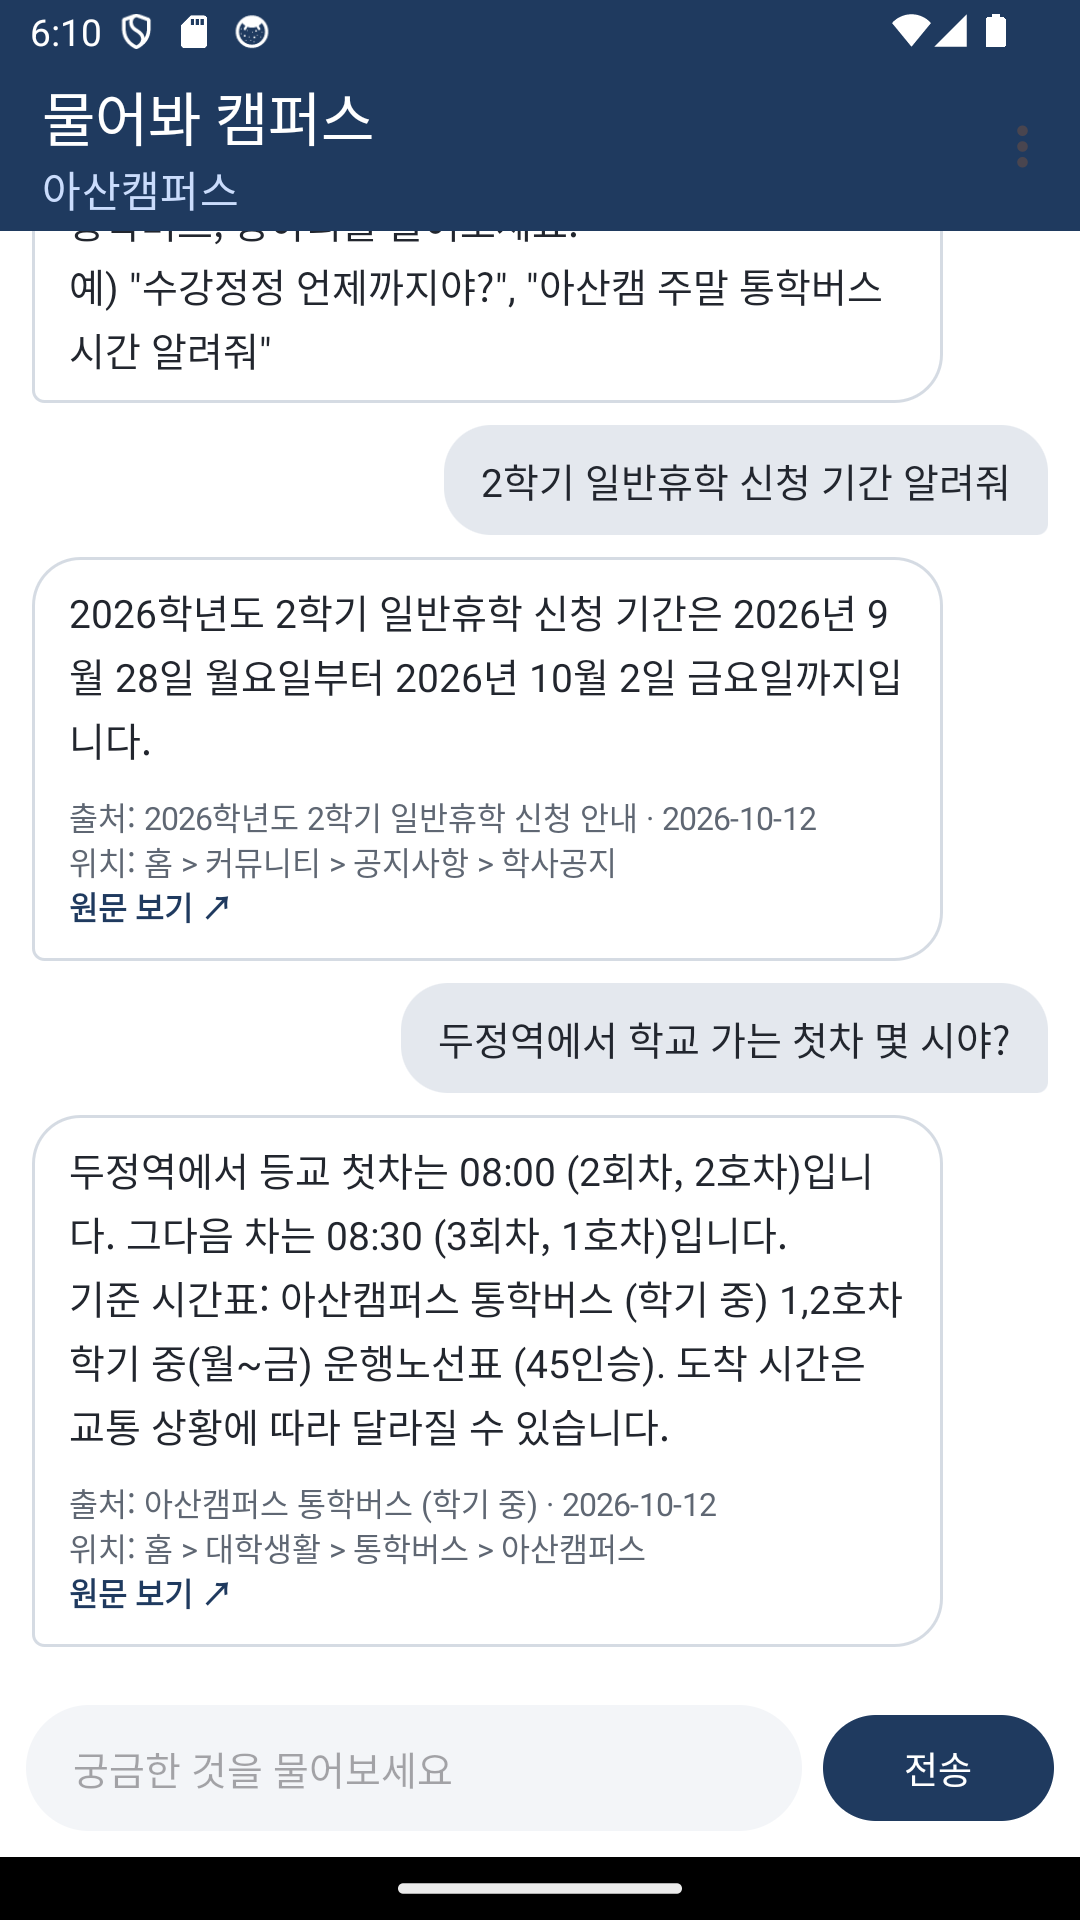 6:10
물어봐 캠퍼스
아산캠퍼스
예) "수강정정 언제까지야?", "아산캠 주말 통학버스
시간 알려줘"
2학기 일반휴학 신청 기간 알려줘
2026학년도 2학기 일반휴학 신청 기간은 2026년 9
월 28일 월요일부터 2026년 10월 2일 금요일까지입
니다.
출처: 2026학년도 2학기 일반휴학 신청 안내 · 2026-10-12
위치: 홈 > 커뮤니티 > 공지사항 > 학사공지
원문 보기 ↗
두정역에서 학교 가는 첫차 몇 시야?
두정역에서 등교 첫차는 08:00 (2회차, 2호차)입니
다. 그다음 차는 08:30 (3회차, 1호차)입니다.
기준 시간표: 아산캠퍼스 통학버스 (학기 중) 1,2호차
학기 중(월~금) 운행노선표 (45인승). 도착 시간은
교통 상황에 따라 달라질 수 있습니다.
출처: 아산캠퍼스 통학버스 (학기 중) · 2026-10-12
위치: 홈 > 대학생활 > 통학버스 > 아산캠퍼스
원문 보기 ↗
궁금한 것을 물어보세요
전송